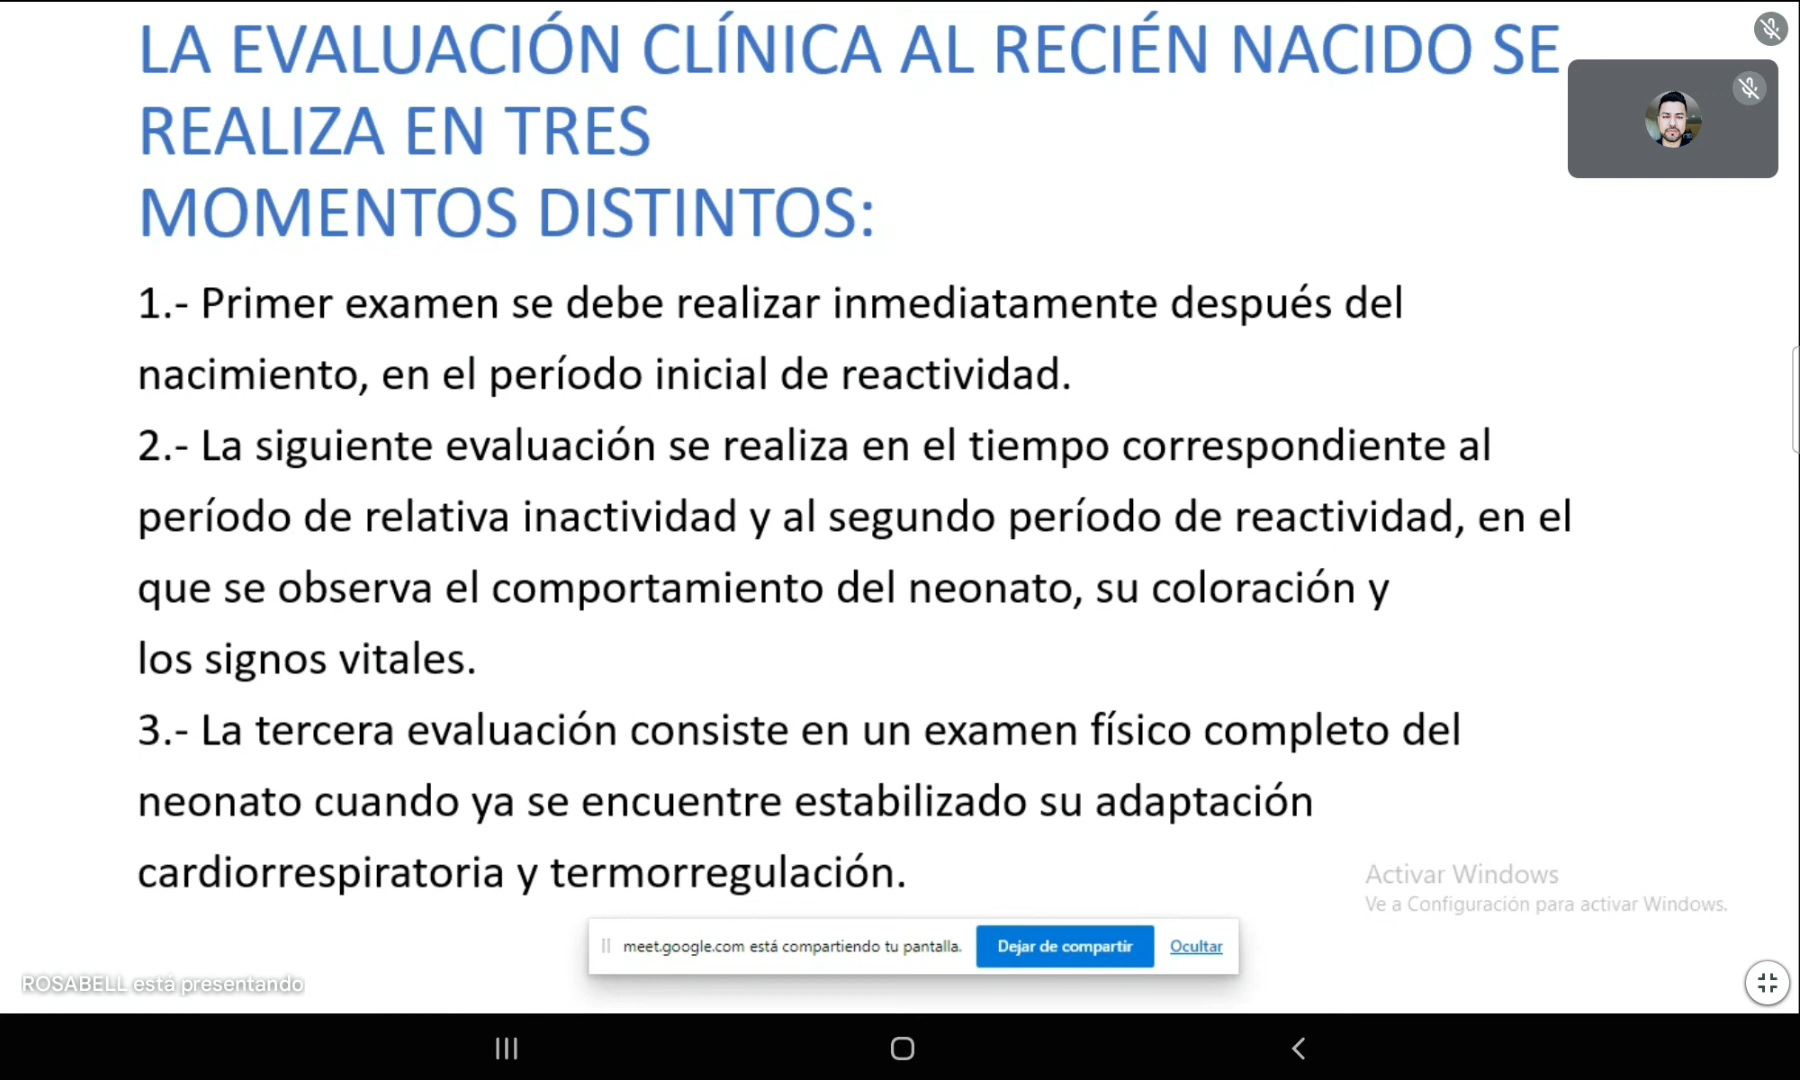 LA EVALUACIÓN CLÍNICA AL RECIÉN NACIDO SE
REALIZA EN TRES
MOMENTOS DISTINTOS:
1.- Primer examen se debe realizar inmediatamente después del
nacimiento, en el período inicial de reactividad.
2.- La siguiente evaluación se realiza en el tiempo correspondiente al
período de relativa inactividad y al segundo período de reactividad, en el
que se observa el comportamiento del neonato, su coloración y
los signos vitales.
3.- La tercera evaluación consiste en un examen físico completo del
neonato cuando ya se encuentre estabilizado su adaptación
cardiorrespiratoria y termorregulación.
Activar Windows
Ve a Configuración para activar Windows.
meet.google.com está compartiendo tu pantalla. Dejar de compartir Ocultar
ROSABELL está presentando